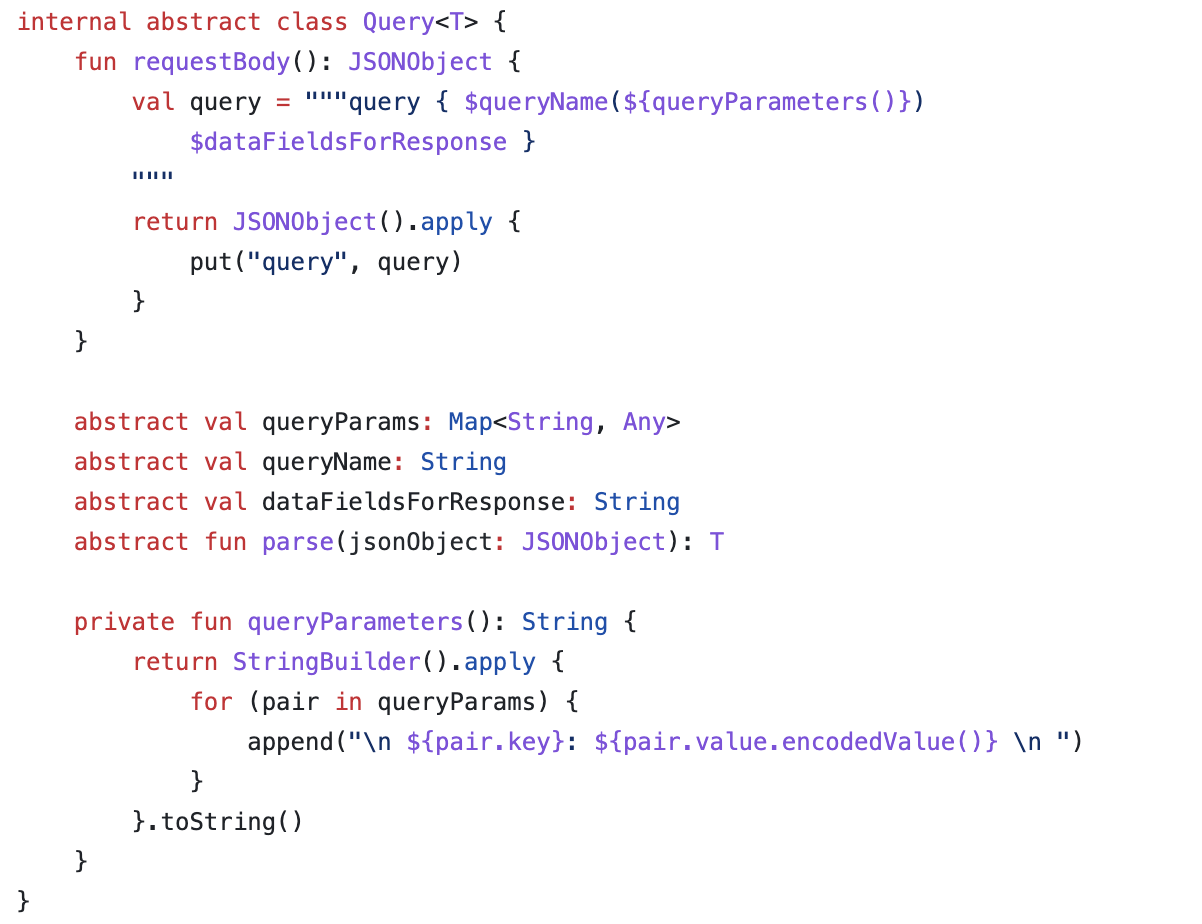 internal abstract class Query<T> {
    fun requestBody(): JSONObject {
        val query = """query { $queryName(${queryParameters()})
            $dataFieldsForResponse }
        """
        return JSONObject().apply {
            put("query", query)
        }
    }

    abstract val queryParams: Map<String, Any>
    abstract val queryName: String
    abstract val dataFieldsForResponse: String
    abstract fun parse(jsonObject: JSONObject): T

    private fun queryParameters(): String {
        return StringBuilder().apply {
            for (pair in queryParams) {
                append("\n ${pair.key}: ${pair.value.encodedValue()} \n ")
            }
        }.toString()
    }
}